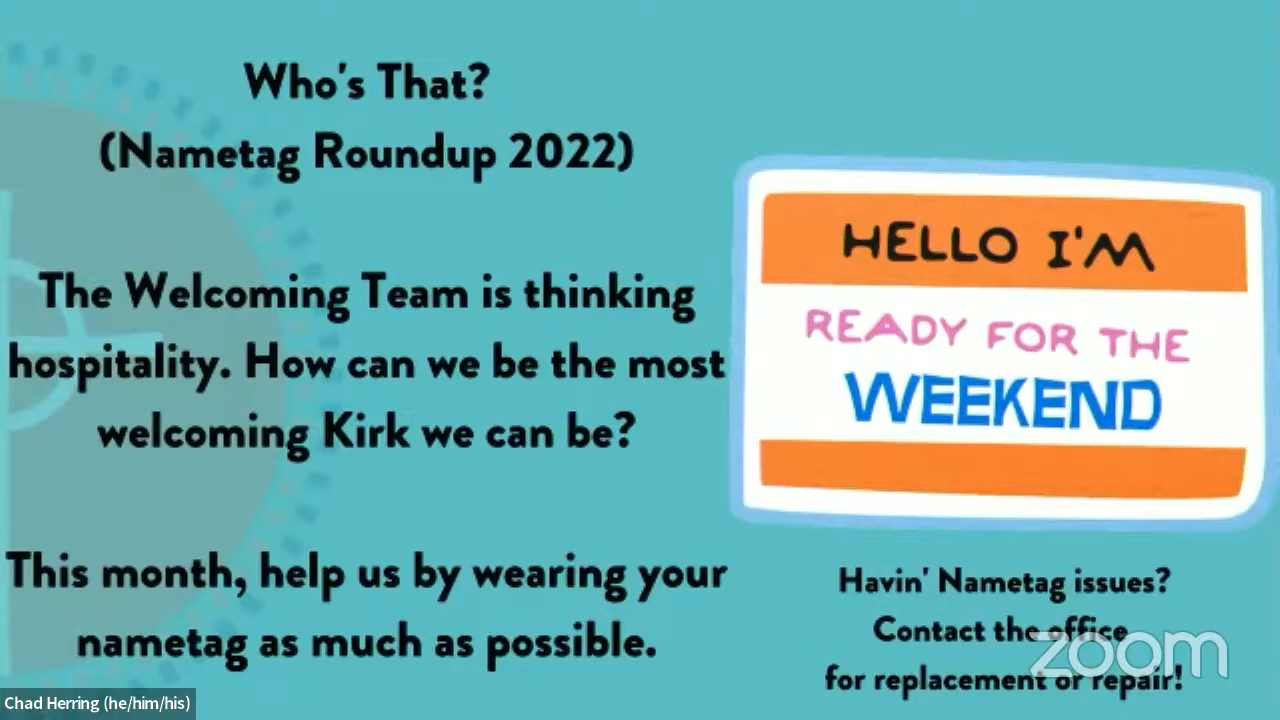 Who's That?
(Nametag Roundup 2022)
The Welcoming Team is thinking
hospitality. How can we be the most
welcoming Kirk we can be?
This month, help us by wearing your
nametag as much as possible.
HELLO I'M
READY FOR THE
WEEKEND
Havin' Nametag issues?
Contact the office
for replacement or repair!
zoom
Chad Herring (he/him/his)